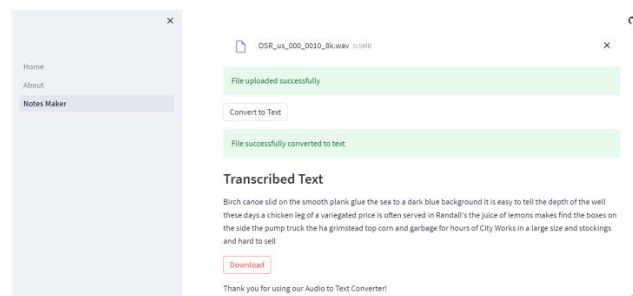 Home
About
Notes Maker
OSR_us_000_0010_8k.wav 0.5MB
File uploaded successfully
Convert to Text
File successfully converted to text
Transcribed Text
Birch canoe slid on the smooth plank glue the sea to a dark blue background it is easy to tell the depth of the well
these days a chicken leg of a variegated price is often served in Randall's the juice of lemons makes find the boxes on
the side the pump truck the ha grimstead top corn and garbage for hours of City Works in a large size and stockings
and hard to sell
Download
Thank you for using our Audio to Text Converter!